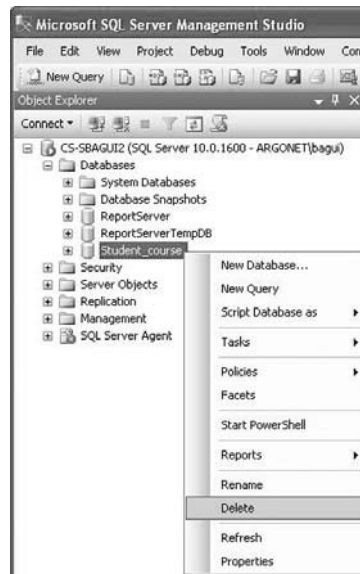 Microsoft SQL Server Management Studio
File Edit View Project Debug Tools Window
New Query
Object Explorer
Connect
CS-SBAGUI2 (SQL Server 10.0.1600 - ARGONET\bagui)
Databases
System Databases
Database Snapshots
ReportServer
ReportServerTempDB
Student_course
Security
Server Objects
Replication
Management
SQL Server Agent
New Database...
New Query
Script Database as
Tasks
Policies
Facets
Start PowerShell
Reports
Rename
Delete
Refresh
Properties